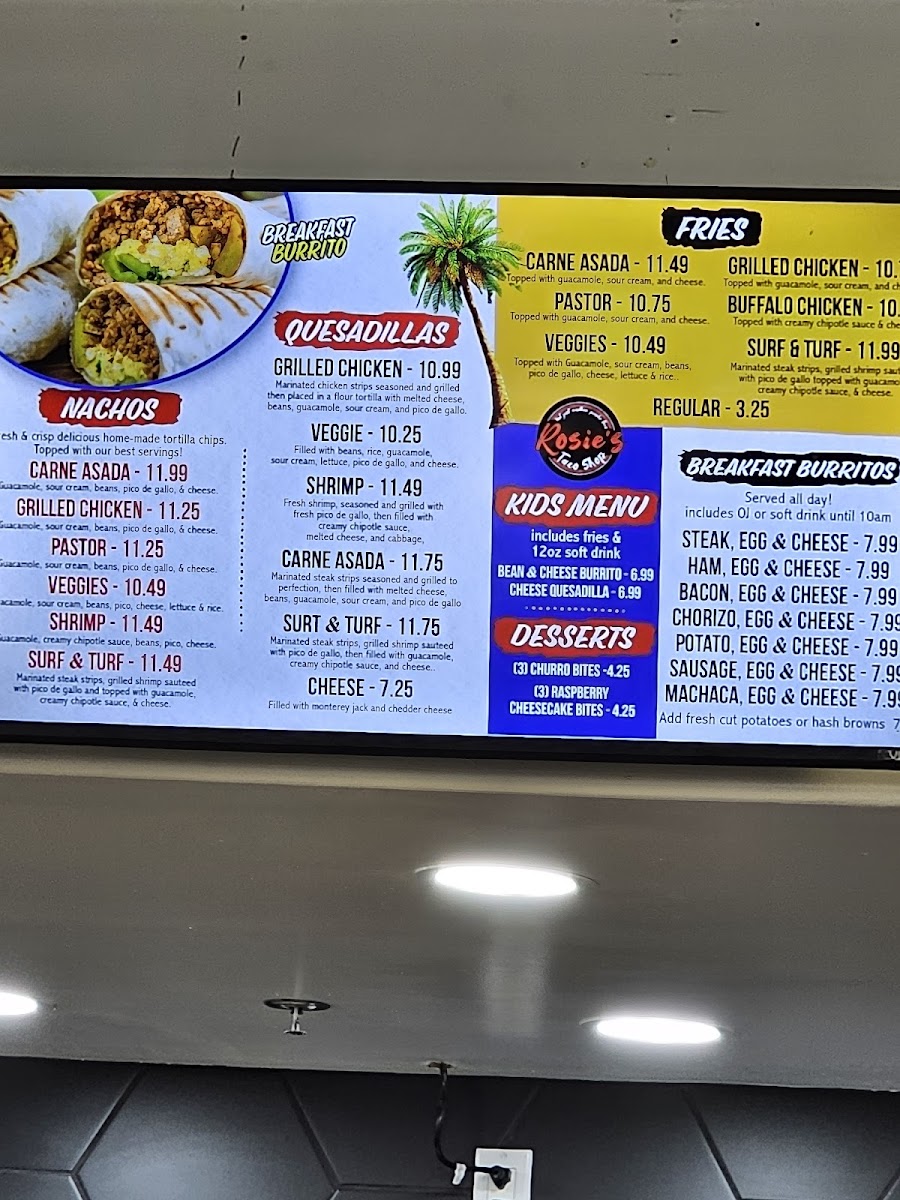 BREAKFAST
BURRITO
NACHOS
& crisp delicious home-made tortilla chips.
Topped with our best servings!
CARNE ASADA - 11.99
Guacamole, sour cream, beans, pico de gallo, & cheese.
GRILLED CHICKEN - 11.25
Guacamole, sour cream, beans, pico de gallo, & cheese.
PASTOR - 11.25
Guacamole, sour cream, beans, pico de gallo, & cheese.
VEGGIES - 10.49
sour cream, beans, pico, cheese, lettuce & rice.
SHRIMP - 11.49
Guacamole, creamy chipotle sauce, beans, pico, cheese.
SURF & TURF - 11.49
Marinated steak strips, grilled shrimp sauteed
with pico de gallo and topped with guacamole,
creamy chipotle sauce, & cheese.
QUESADILLAS
GRILLED CHICKEN - 10.99
Marinated chicken strips seasoned and grilled
then placed in a flour tortilla with melted cheese,
beans, guacamole, sour cream, and pico de gallo.
VEGGIE - 10.25
Filled with beans, rice, guacamole,
sour cream, lettuce, pico de gallo, and cheese.
SHRIMP - 11.49
Fresh shrimp, seasoned and grilled with
fresh pico de gallo, then filled with
creamy chipotle sauce,
melted cheese, and cabbage,
CARNE ASADA - 11.75
Marinated steak strips seasoned and grilled to
perfection, then filled with melted cheese,
beans, guacamole, sour cream, and pico de gallo
SURT & TURF - 11.75
Marinated steak strips, grilled shrimp sauteed
with pico de gallo, then filled with guacamole,
creamy chipotle sauce, and cheese..
CHEESE - 7.25
Filled with monterey jack and chedder cheese
FRIES
CARNE ASADA - 11.49
Topped with guacamole, sour cream, and cheese.
PASTOR - 10.75
Topped with guacamole, sour cream, and cheese.
VEGGIES - 10.49
Topped with Guacamole, sour cream, beans,
pico de gallo, cheese, lettuce & rice..
GRILLED CHICKEN - 10.
Topped with guacamole, sour cream, and
BUFFALO CHICKEN - 10.
Topped with creamy chipotle sauce &
SURF & TURF - 11.99
Marinated steak strips, grilled shrimp
with pico de gallo topped with
creamy chipotle sauce, & cheese.
REGULAR - 3.25
Rosie's
Taco Shop
KIDS MENU
includes fries &
12oz soft drink
BEAN & CHEESE BURRITO - 6.99
CHEESE QUESADILLA - 6.99
DESSERTS
(3) CHURRO BITES -4.25
(3) RASPBERRY
CHEESECAKE BITES - 4.25
BREAKFAST BURRITOS
Served all day!
includes OJ or soft drink until 10am
STEAK, EGG & CHEESE - 7.99
HAM, EGG & CHEESE - 7.99
BACON, EGG & CHEESE - 7.99
CHORIZO, EGG & CHEESE - 7.99
POTATO, EGG & CHEESE - 7.99
SAUSAGE, EGG & CHEESE - 7.99
MACHACA, EGG & CHEESE - 7.99
Add fresh cut potatoes or hash browns